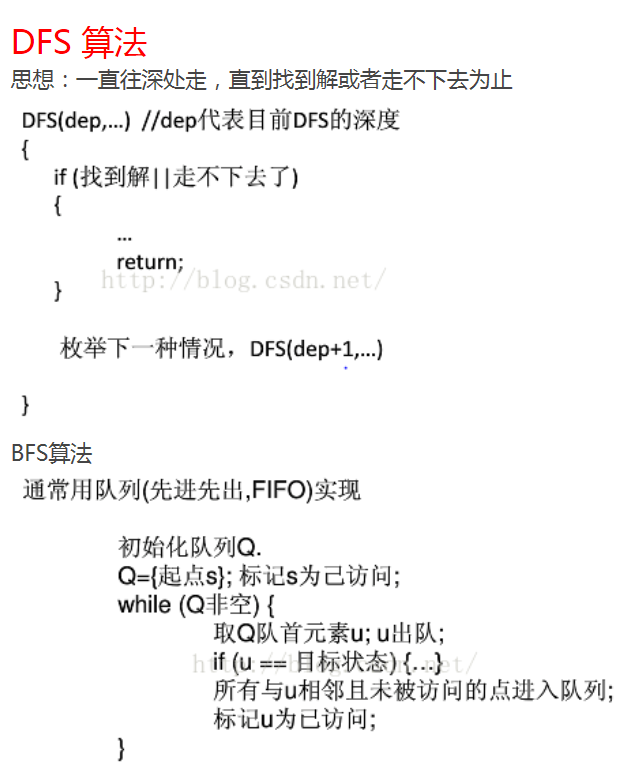 DFS 算法
思想：一直往深处走，直到找到解或者走不下去为止
DFS(dep,...) //dep代表目前DFS的深度
{
if (找到解||走不下去了)
{
...
return;
http://blog.csdn.net/
}
枚举下一种情况，DFS(dep+1,...)
}
BFS算法
通常用队列(先进先出,FIFO)实现
初始化队列Q.
Q={起点s}; 标记s为己访问;
while (Q非空) {
取Q队首元素u; u出队;
http://blog.csdn.net/
if (u == 目标状态) {...}
所有与u相邻且未被访问的点进入队列;
标记u为已访问;
}